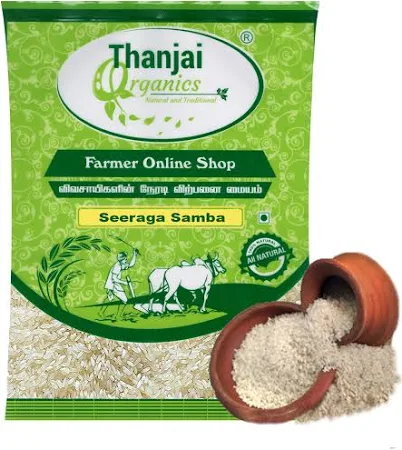 Thanjai
®
Organics
Natural and Traditional
Farmer Online Shop
விவசாயிகளின் நேரடி விற்பனை மையம்
Seeraga Samba
All NATURAL